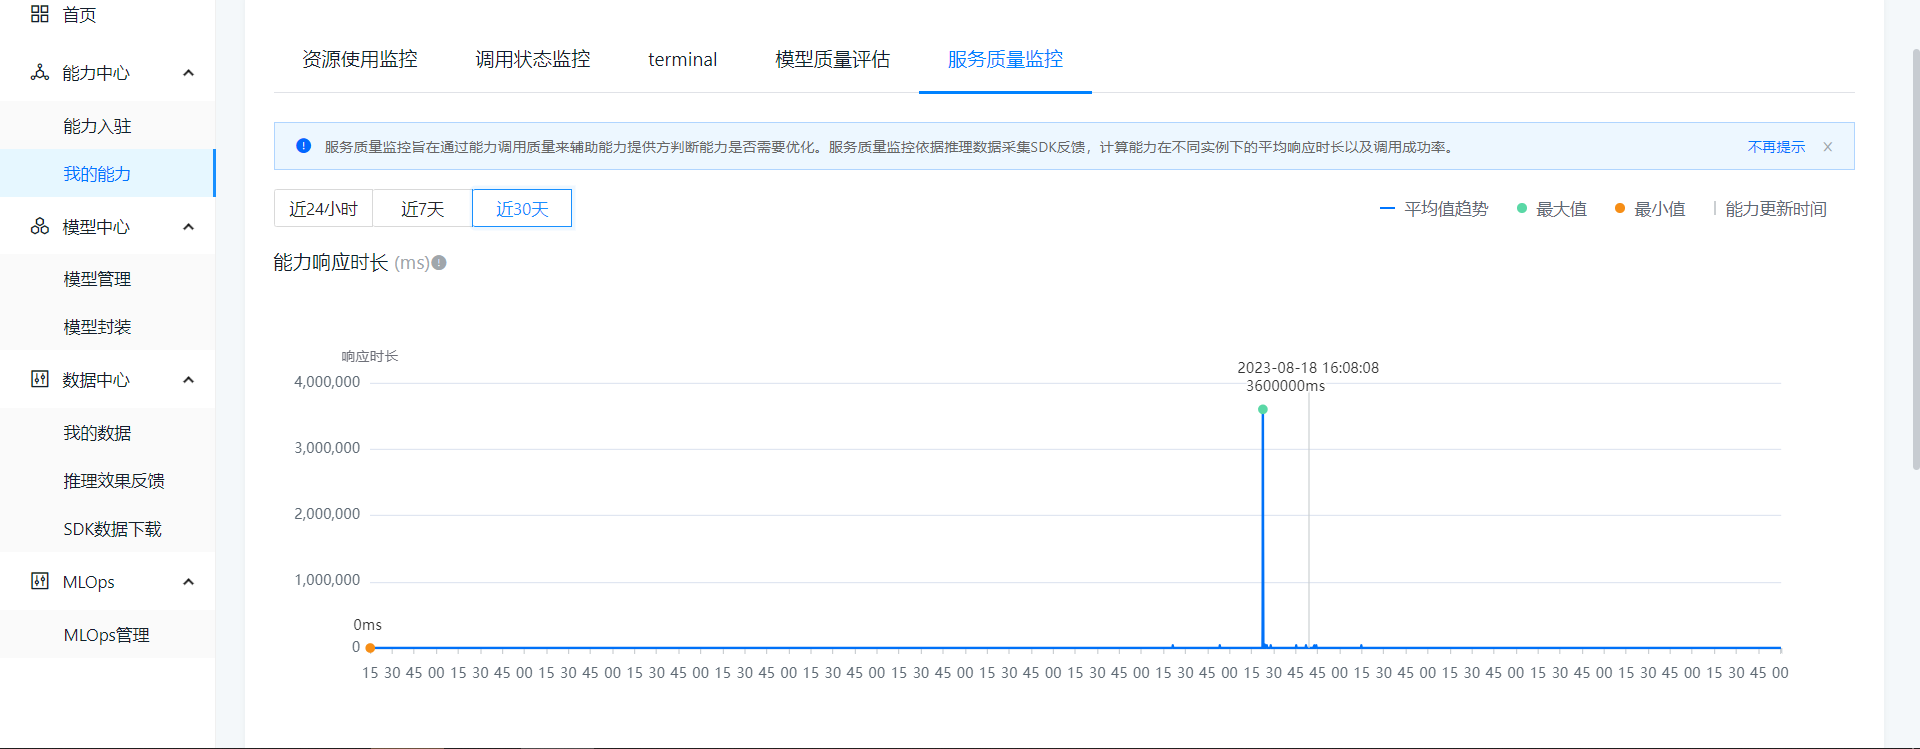 首页
能力中心
能力入驻
我的能力
模型中心
模型管理
模型封装
数据中心
我的数据
推理效果反馈
SDK数据下载
MLOps
MLOps管理
资源使用监控 调用状态监控 terminal 模型质量评估 服务质量监控
服务质量监控旨在通过能力调用质量来辅助能力提供方判断能力是否需要优化。服务质量监控依据推理数据采集SDK反馈，计算能力在不同实例下的平均响应时长以及调用成功率。 不再提示 ×
近24小时 近7天 近30天
平均值趋势 最大值 最小值 能力更新时间
能力响应时长 (ms)
响应时长
2023-08-18 16:08:08
3600000ms
4,000,000
3,000,000
2,000,000
1,000,000
0ms
0
15 30 45 00 15 30 45 00 15 30 45 00 15 30 45 00 15 30 45 00 15 30 45 00 15 30 45 00 15 30 45 00 15 30 45 00 15 30 45 00 15 30 45 45 00 15 30 45 00 15 30 45 00 15 30 45 00 15 30 45 00 15 30 45 00